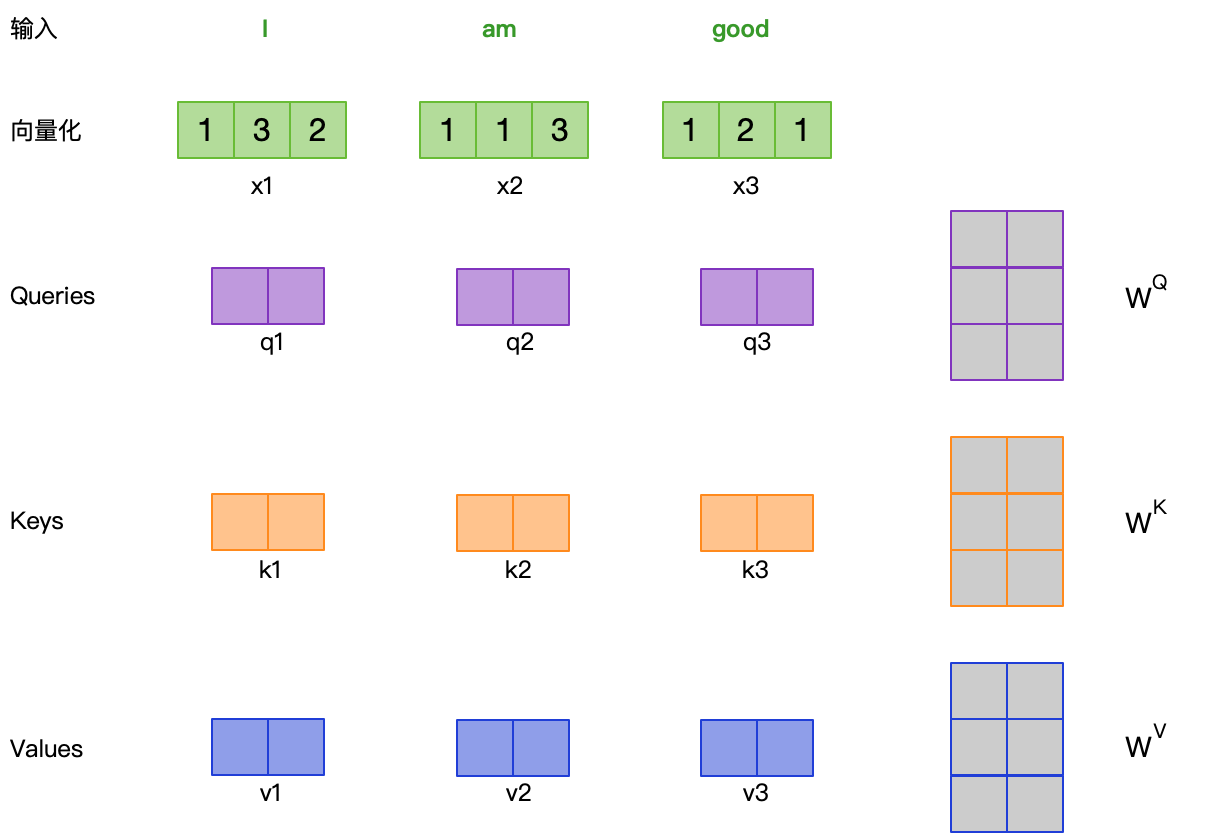 输入 I am good
向量化 1 3 2 1 1 3 1 2 1
x1 x2 x3
Queries W^Q
q1 q2 q3
Keys W^K
k1 k2 k3
Values W^V
v1 v2 v3